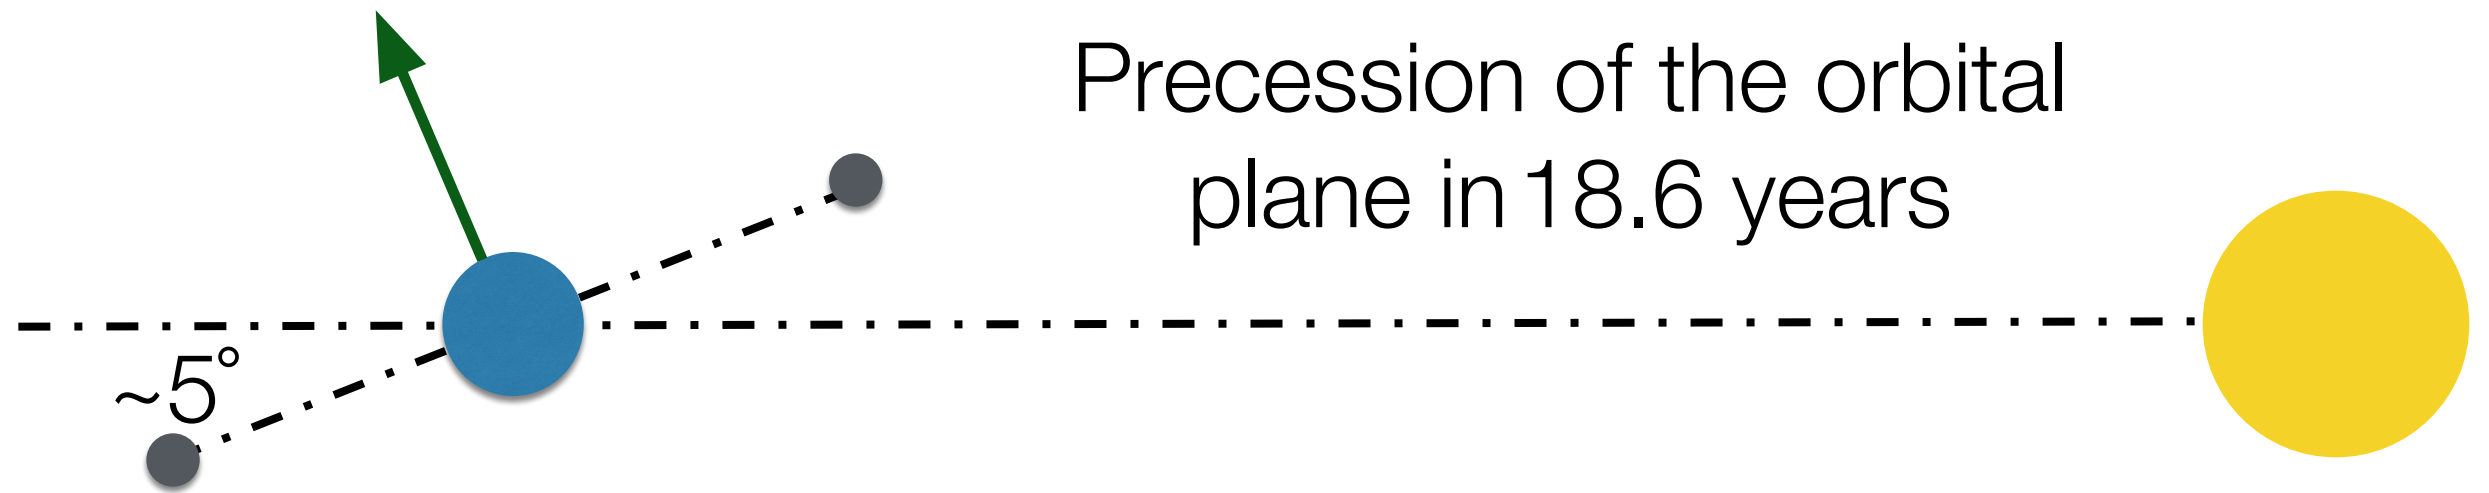 Precession of the orbital
plane in 18.6 years
~5°